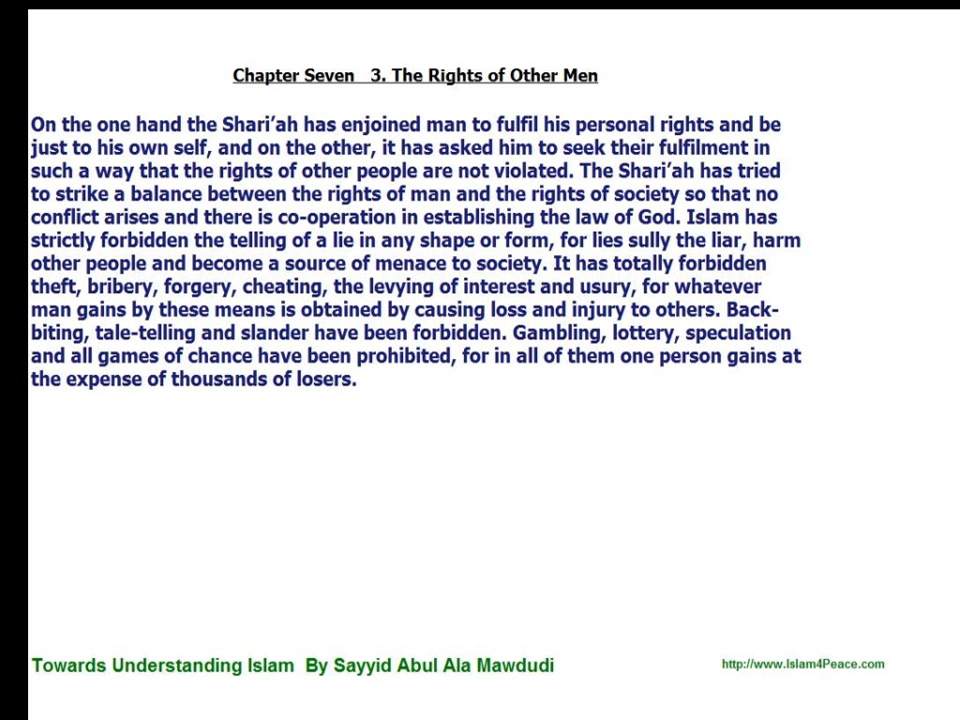 Chapter Seven   3. The Rights of Other Men
On the one hand the Shari’ah has enjoined man to fulfil his personal rights and be
just to his own self, and on the other, it has asked him to seek their fulfilment in
such a way that the rights of other people are not violated. The Shari’ah has tried
to strike a balance between the rights of man and the rights of society so that no
conflict arises and there is co-operation in establishing the law of God. Islam has
strictly forbidden the telling of a lie in any shape or form, for lies sully the liar, harm
other people and become a source of menace to society. It has totally forbidden
theft, bribery, forgery, cheating, the levying of interest and usury, for whatever
man gains by these means is obtained by causing loss and injury to others. Back-
biting, tale-telling and slander have been forbidden. Gambling, lottery, speculation
and all games of chance have been prohibited, for in all of them one person gains at
the expense of thousands of losers.
Towards Understanding Islam  By Sayyid Abul Ala Mawdudi
http://www.Islam4Peace.com